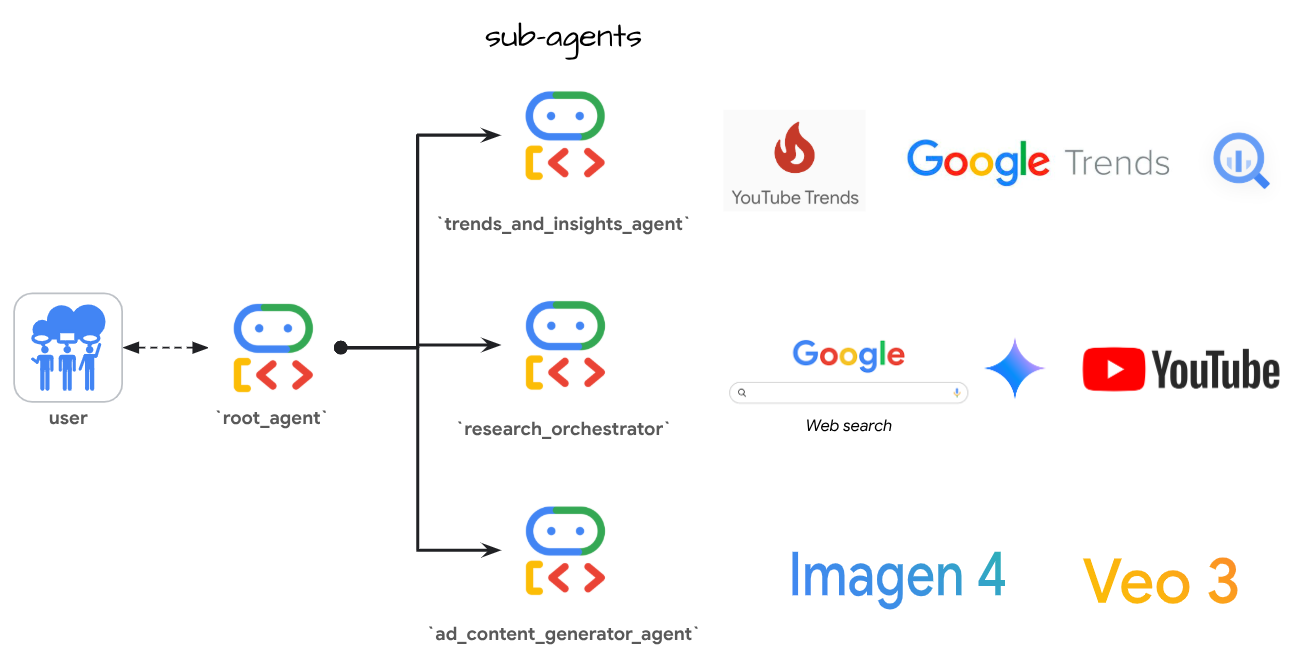 sub-agents
YouTube Trends
Google Trends
`trends_and_insights_agent`
user
`root_agent`
`research_orchestrator`
Google
Web search
YouTube
`ad_content_generator_agent`
Imagen 4
Veo 3